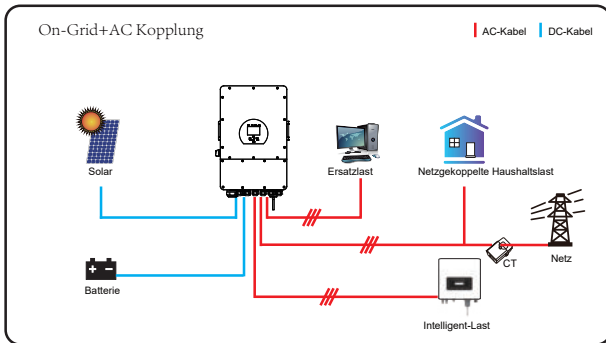 On-Grid+AC Kopplung
AC-Kabel
DC-Kabel
Solar
Ersatzlast
Netzgekoppelte Haushaltslast
CT
Netz
Batterie
Intelligent-Last